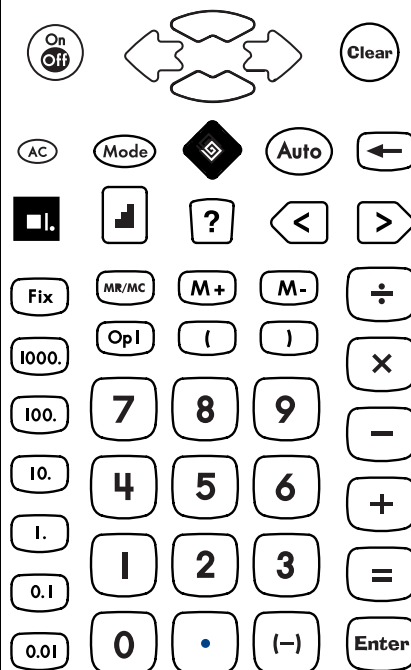 On
Off
Clear
AC
Mode
Auto
←
?
<
>
Fix
MR/MC
M+
M-
÷
1000.
Op1
(
)
×
100.
7
8
9
−
10.
4
5
6
+
1.
1
2
3
=
0.1
0.01
0
.
(−)
Enter